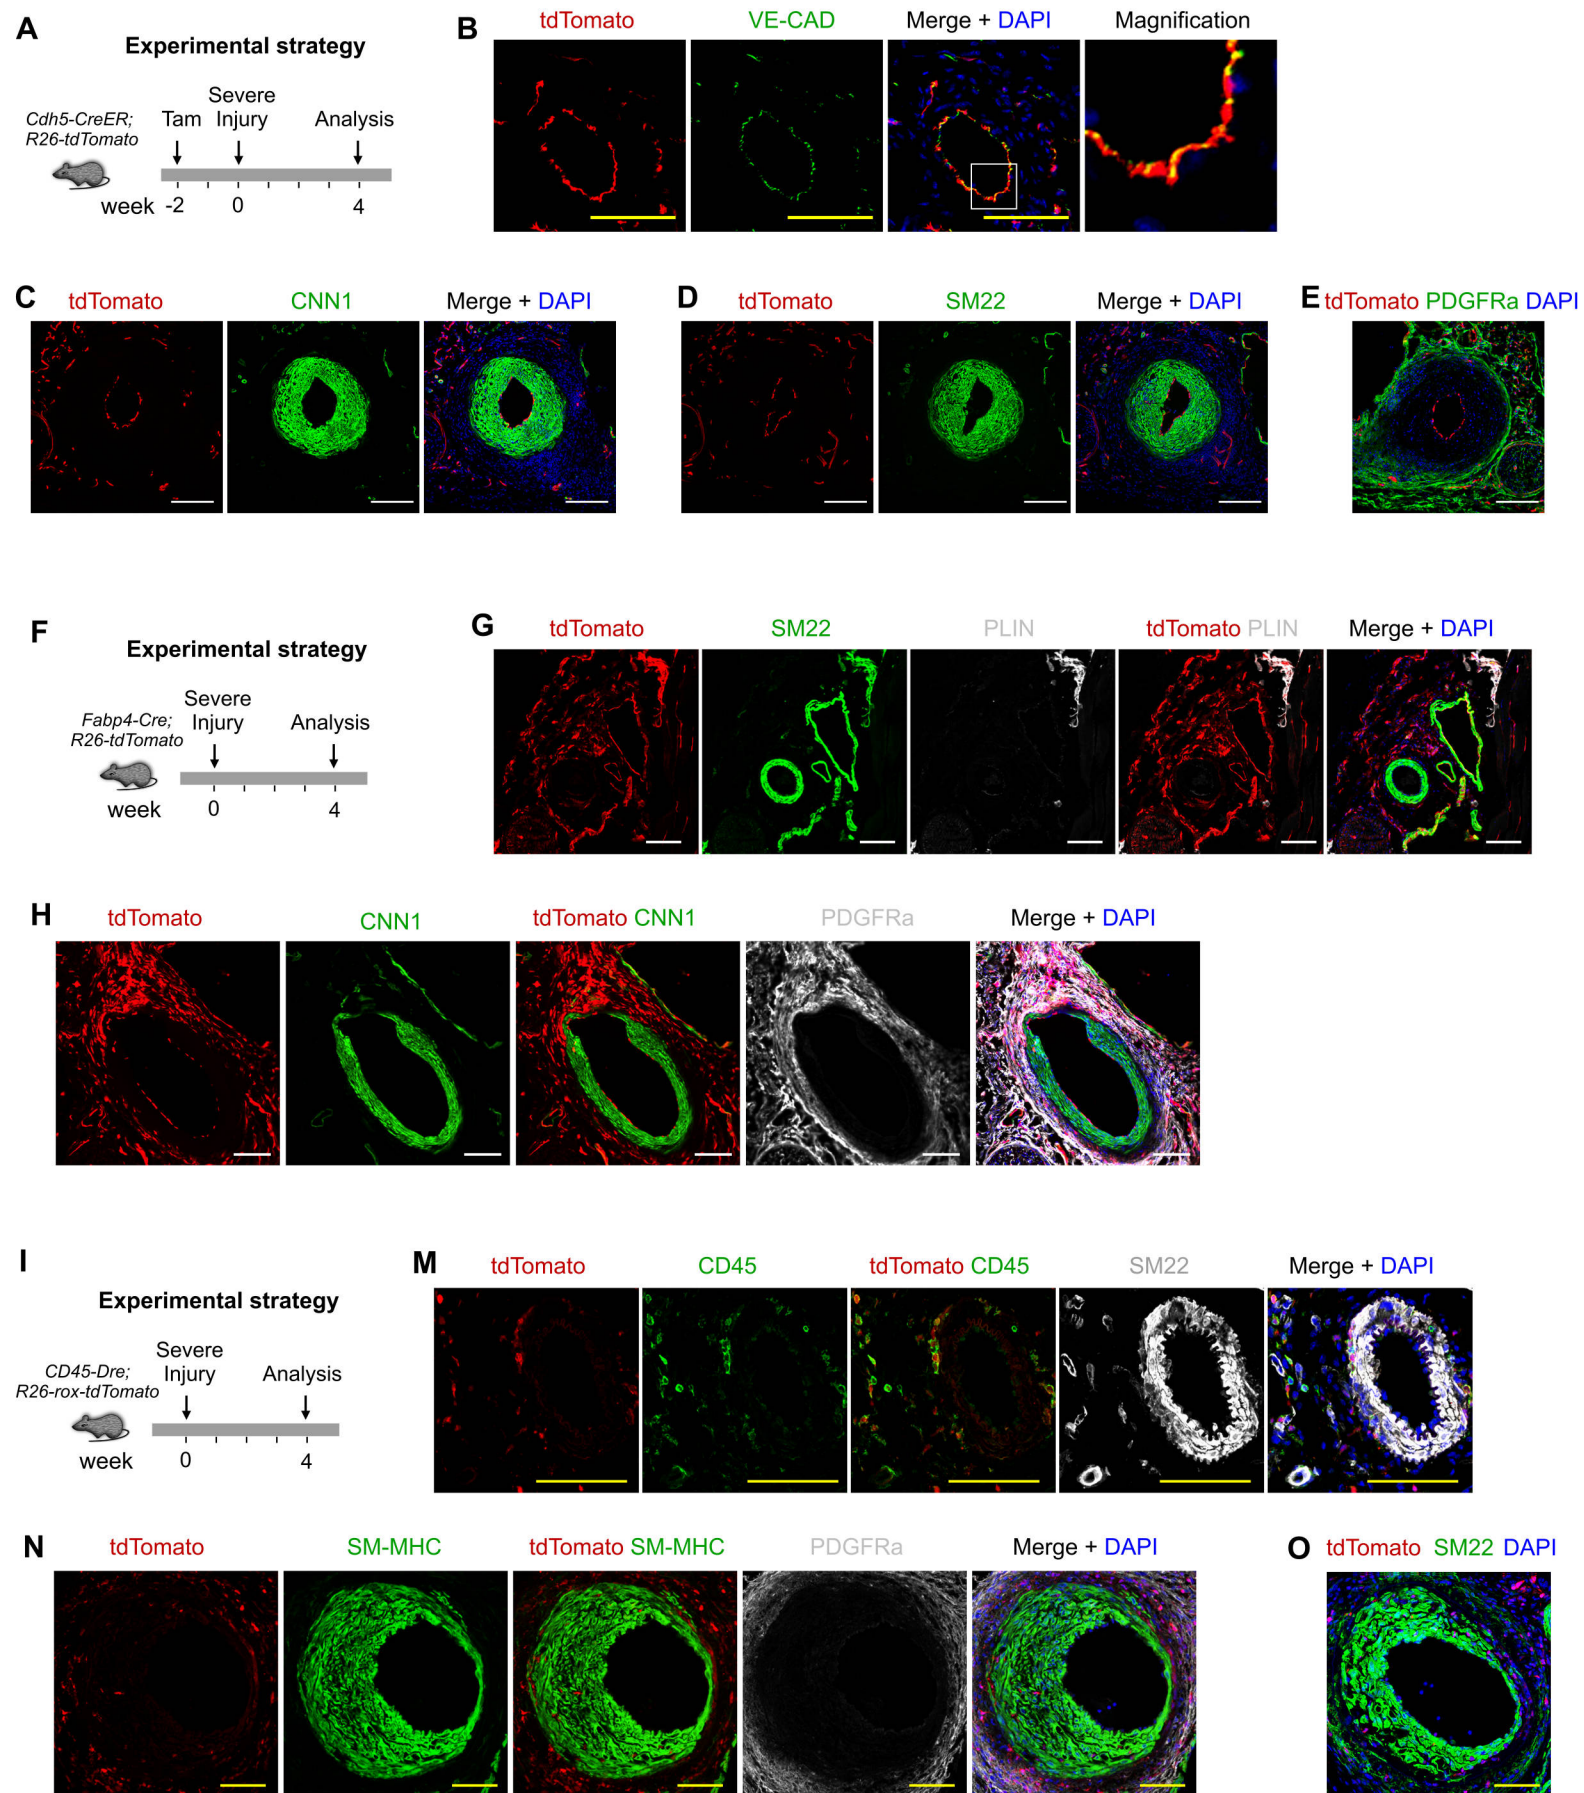 A
Experimental strategy
Cdh5-CreER;
R26-tdTomato
Tam
Severe
Injury
Analysis
week -2 0 4
B
tdTomato VE-CAD Merge + DAPI Magnification
C
tdTomato CNN1 Merge + DAPI
D
tdTomato SM22 Merge + DAPI
E
tdTomato PDGFRa DAPI
F
Experimental strategy
Fabp4-Cre;
R26-tdTomato
Severe
Injury
Analysis
week 0 4
G
tdTomato SM22 PLIN tdTomato PLIN Merge + DAPI
H
tdTomato CNN1 tdTomato CNN1 PDGFRa Merge + DAPI
I
Experimental strategy
CD45-Dre;
R26-rox-tdTomato
Severe
Injury
Analysis
week 0 4
M
tdTomato CD45 tdTomato CD45 SM22 Merge + DAPI
N
tdTomato SM-MHC tdTomato SM-MHC PDGFRa Merge + DAPI
O
tdTomato SM22 DAPI